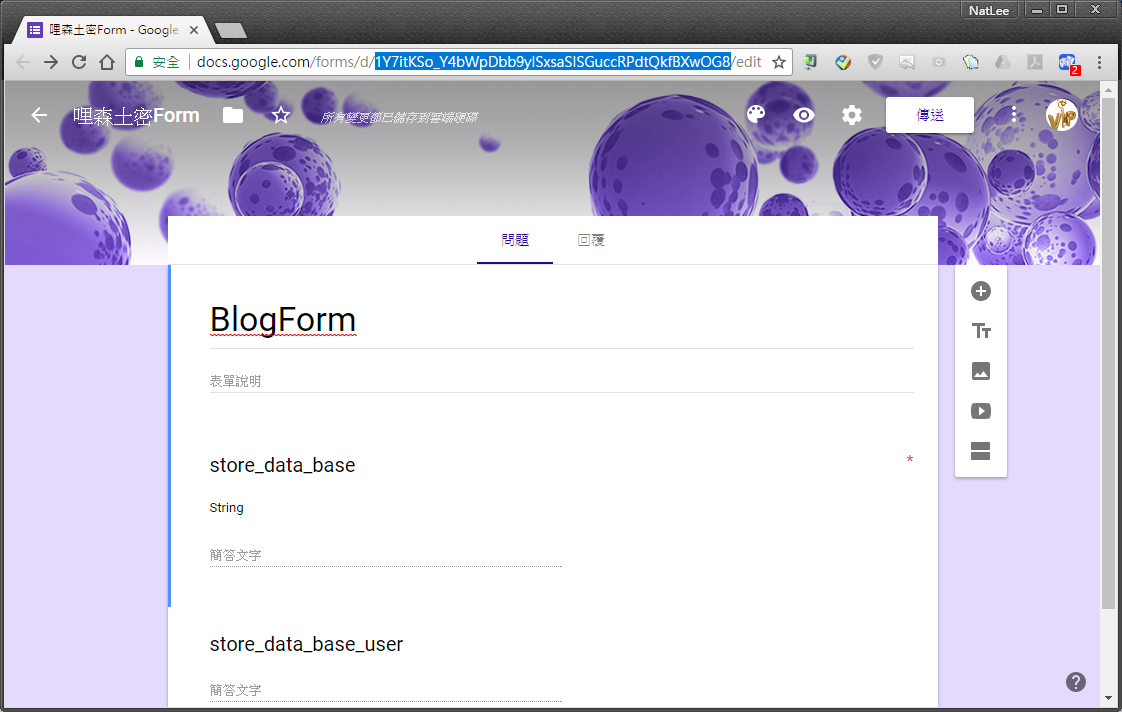 NatLee
哩森土密Form - Google
安全 docs.google.com/forms/d/1Y7itKSo_Y4bWpDbb9ylSxsaSlSGuccRPdtQkfBXwOG8/edit
2
哩森土密Form 所有變更都已儲存到雲端硬碟 傳送 VIP
問題 回覆
BlogForm
表單說明
store_data_base *
String
簡答文字
store_data_base_user
簡答文字